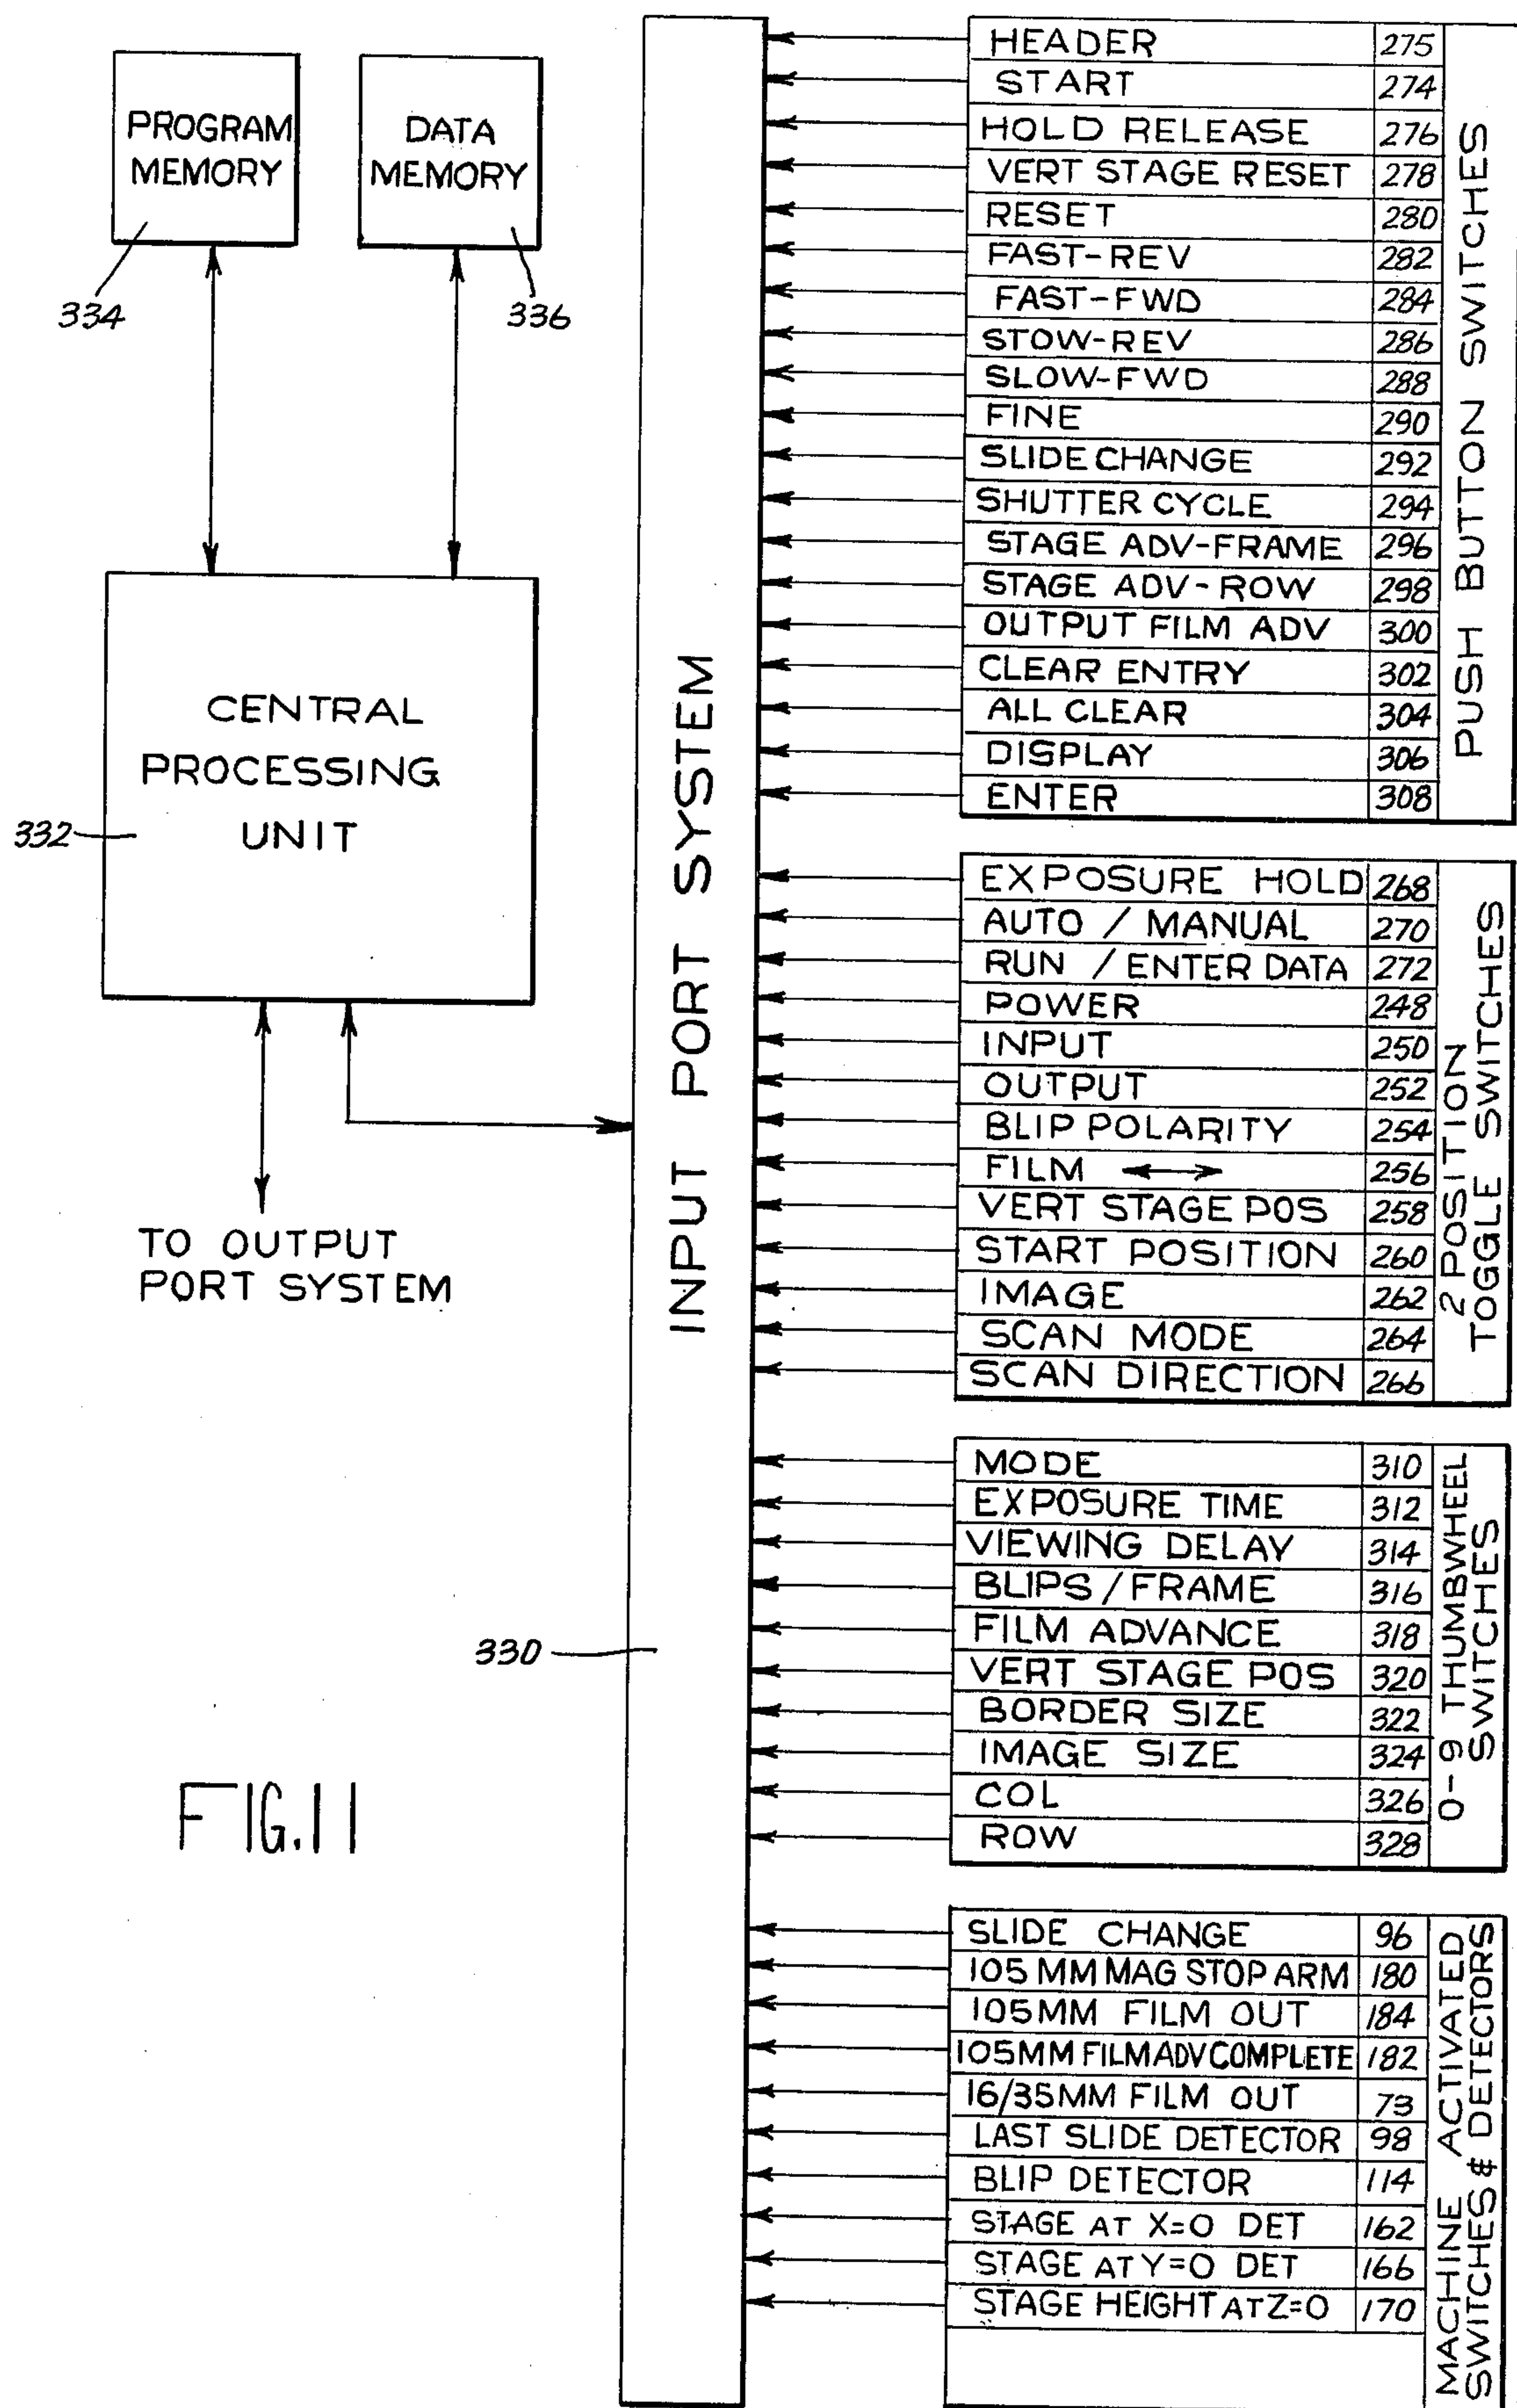 PROGRAM
MEMORY
334
DATA
MEMORY
336
CENTRAL
PROCESSING
UNIT
332
TO OUTPUT
PORT SYSTEM
FIG.11
INPUT PORT SYSTEM
330
HEADER 275
START 274
HOLD RELEASE 276
VERT STAGE RESET 278
RESET 280
FAST-REV 282
FAST-FWD 284
STOW-REV 286
SLOW-FWD 288
FINE 290
SLIDE CHANGE 292
SHUTTER CYCLE 294
STAGE ADV-FRAME 296
STAGE ADV-ROW 298
OUTPUT FILM ADV 300
CLEAR ENTRY 302
ALL CLEAR 304
DISPLAY 306
ENTER 308
PUSH BUTTON SWITCHES
EXPOSURE HOLD 268
AUTO / MANUAL 270
RUN / ENTER DATA 272
POWER 248
INPUT 250
OUTPUT 252
BLIP POLARITY 254
FILM ↔ 256
VERT STAGE POS 258
START POSITION 260
IMAGE 262
SCAN MODE 264
SCAN DIRECTION 266
2 POSITION
TOGGLE SWITCHES
MODE 310
EXPOSURE TIME 312
VIEWING DELAY 314
BLIPS / FRAME 316
FILM ADVANCE 318
VERT STAGE POS 320
BORDER SIZE 322
IMAGE SIZE 324
COL 326
ROW 328
0-9 THUMBWHEEL
SWITCHES
SLIDE CHANGE 96
105 MM MAG STOP ARM 180
105MM FILM OUT 184
105MM FILM ADV COMPLETE 182
16/35MM FILM OUT 73
LAST SLIDE DETECTOR 98
BLIP DETECTOR 114
STAGE AT X=0 DET 162
STAGE AT Y=0 DET 166
STAGE HEIGHT AT Z=0 170
MACHINE ACTIVATED
SWITCHES & DETECTORS